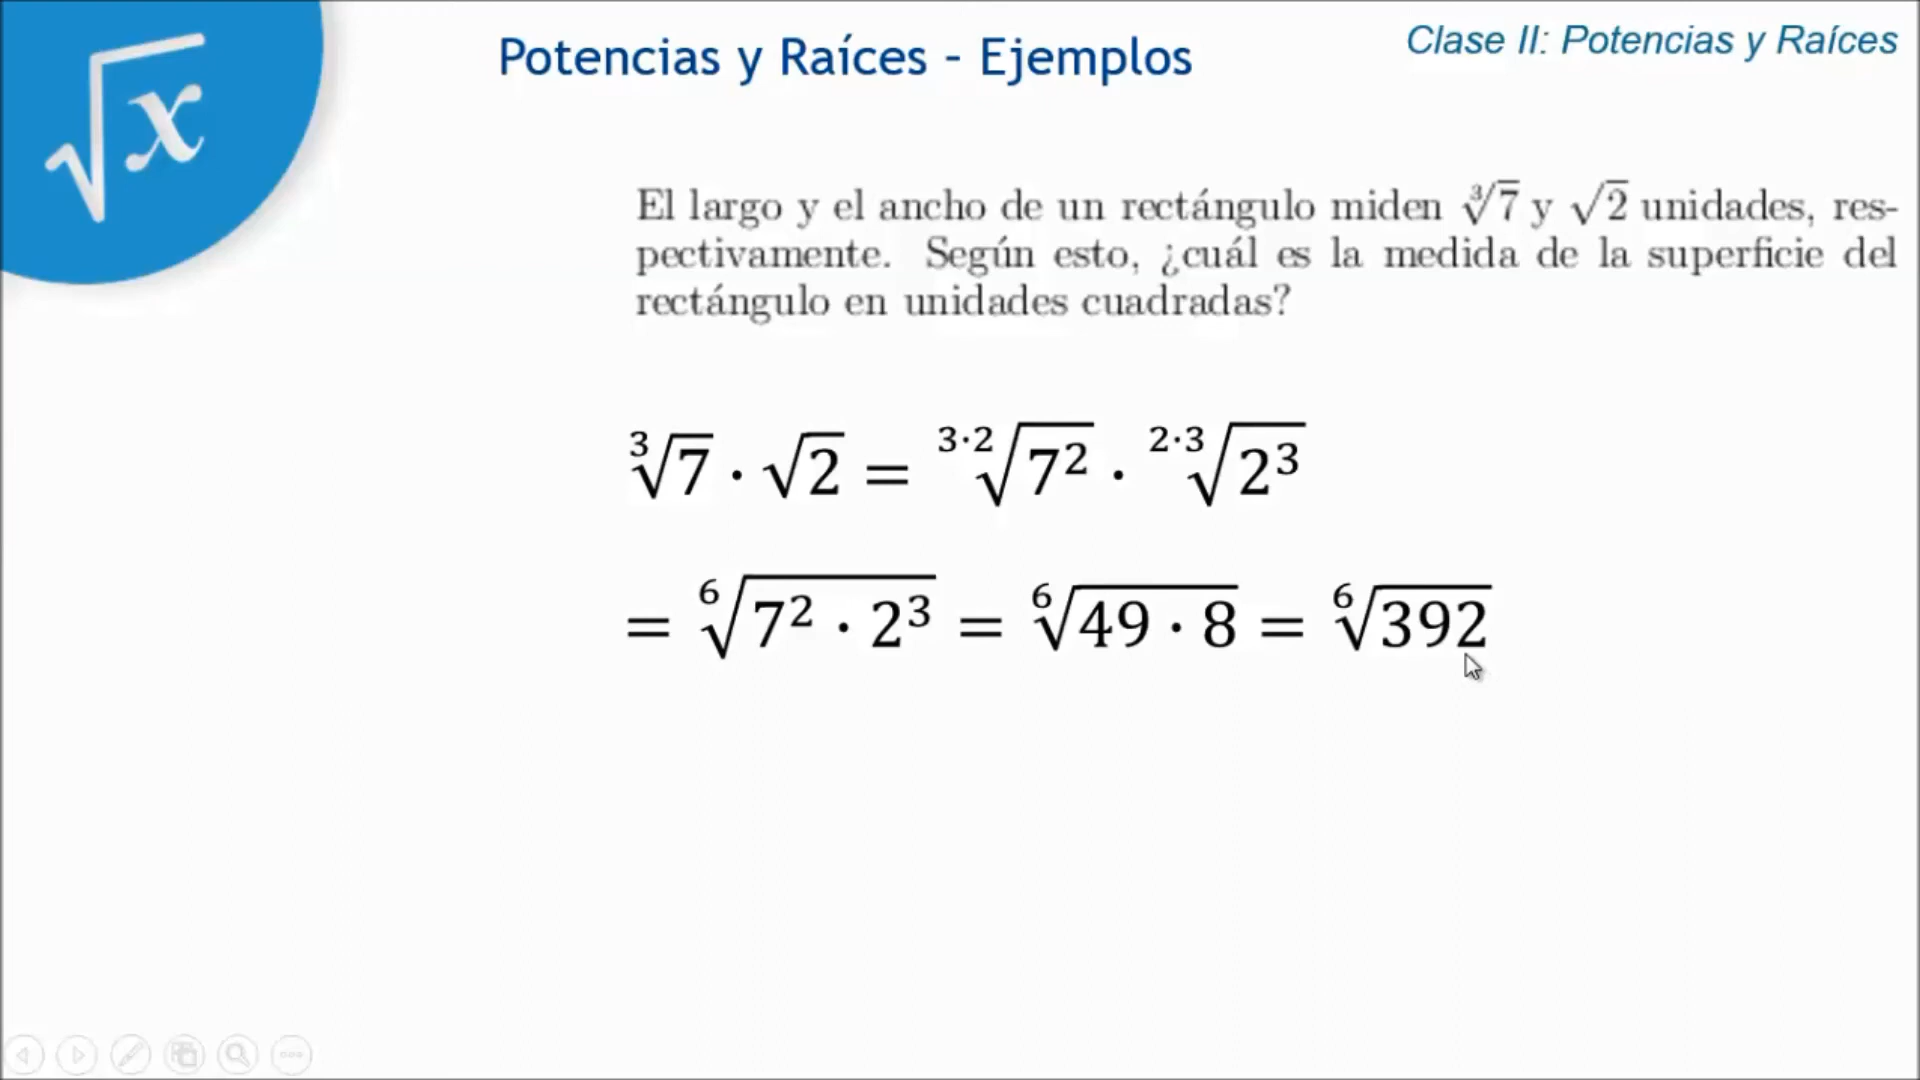 √x
Potencias y Raíces - Ejemplos
Clase II: Potencias y Raíces
El largo y el ancho de un rectángulo miden ∛7 y √2 unidades, res-
pectivamente. Según esto, ¿cuál es la medida de la superficie del
rectángulo en unidades cuadradas?
∛7 · √2 = ³·²√7² · ²·³√2³
= ⁶√7² · 2³ = ⁶√49 · 8 = ⁶√392